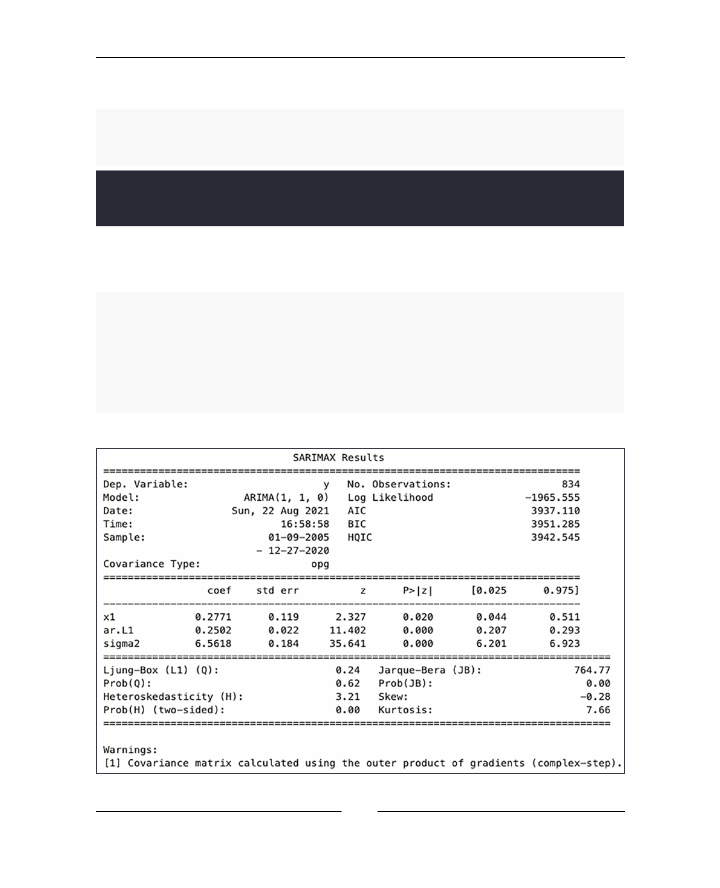 SARIMAX Results
==============================================================================
Dep. Variable: y No. Observations: 834
Model: ARIMA(1, 1, 0) Log Likelihood -1965.555
Date: Sun, 22 Aug 2021 AIC 3937.110
Time: 16:58:58 BIC 3951.285
Sample: 01-09-2005 HQIC 3942.545
- 12-27-2020
Covariance Type: opg
==============================================================================
coef std err z P>|z| [0.025 0.975]
------------------------------------------------------------------------------
x1 0.2771 0.119 2.327 0.020 0.044 0.511
ar.L1 0.2502 0.022 11.402 0.000 0.207 0.293
sigma2 6.5618 0.184 35.641 0.000 6.201 6.923
===================================================================================
Ljung-Box (L1) (Q): 0.24 Jarque-Bera (JB): 764.77
Prob(Q): 0.62 Prob(JB): 0.00
Heteroskedasticity (H): 3.21 Skew: -0.28
Prob(H) (two-sided): 0.00 Kurtosis: 7.66
===================================================================================
Warnings:
[1] Covariance matrix calculated using the outer product of gradients (complex-step).